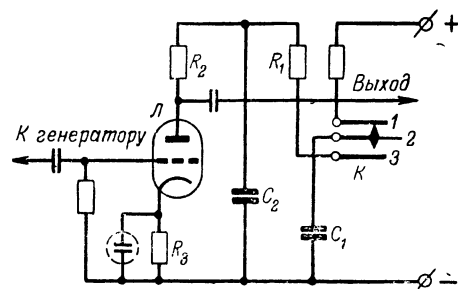 +
R₂
R₁
Выход
Л
К генератору
1
2
3
К
C₂
C₁
R₃
−